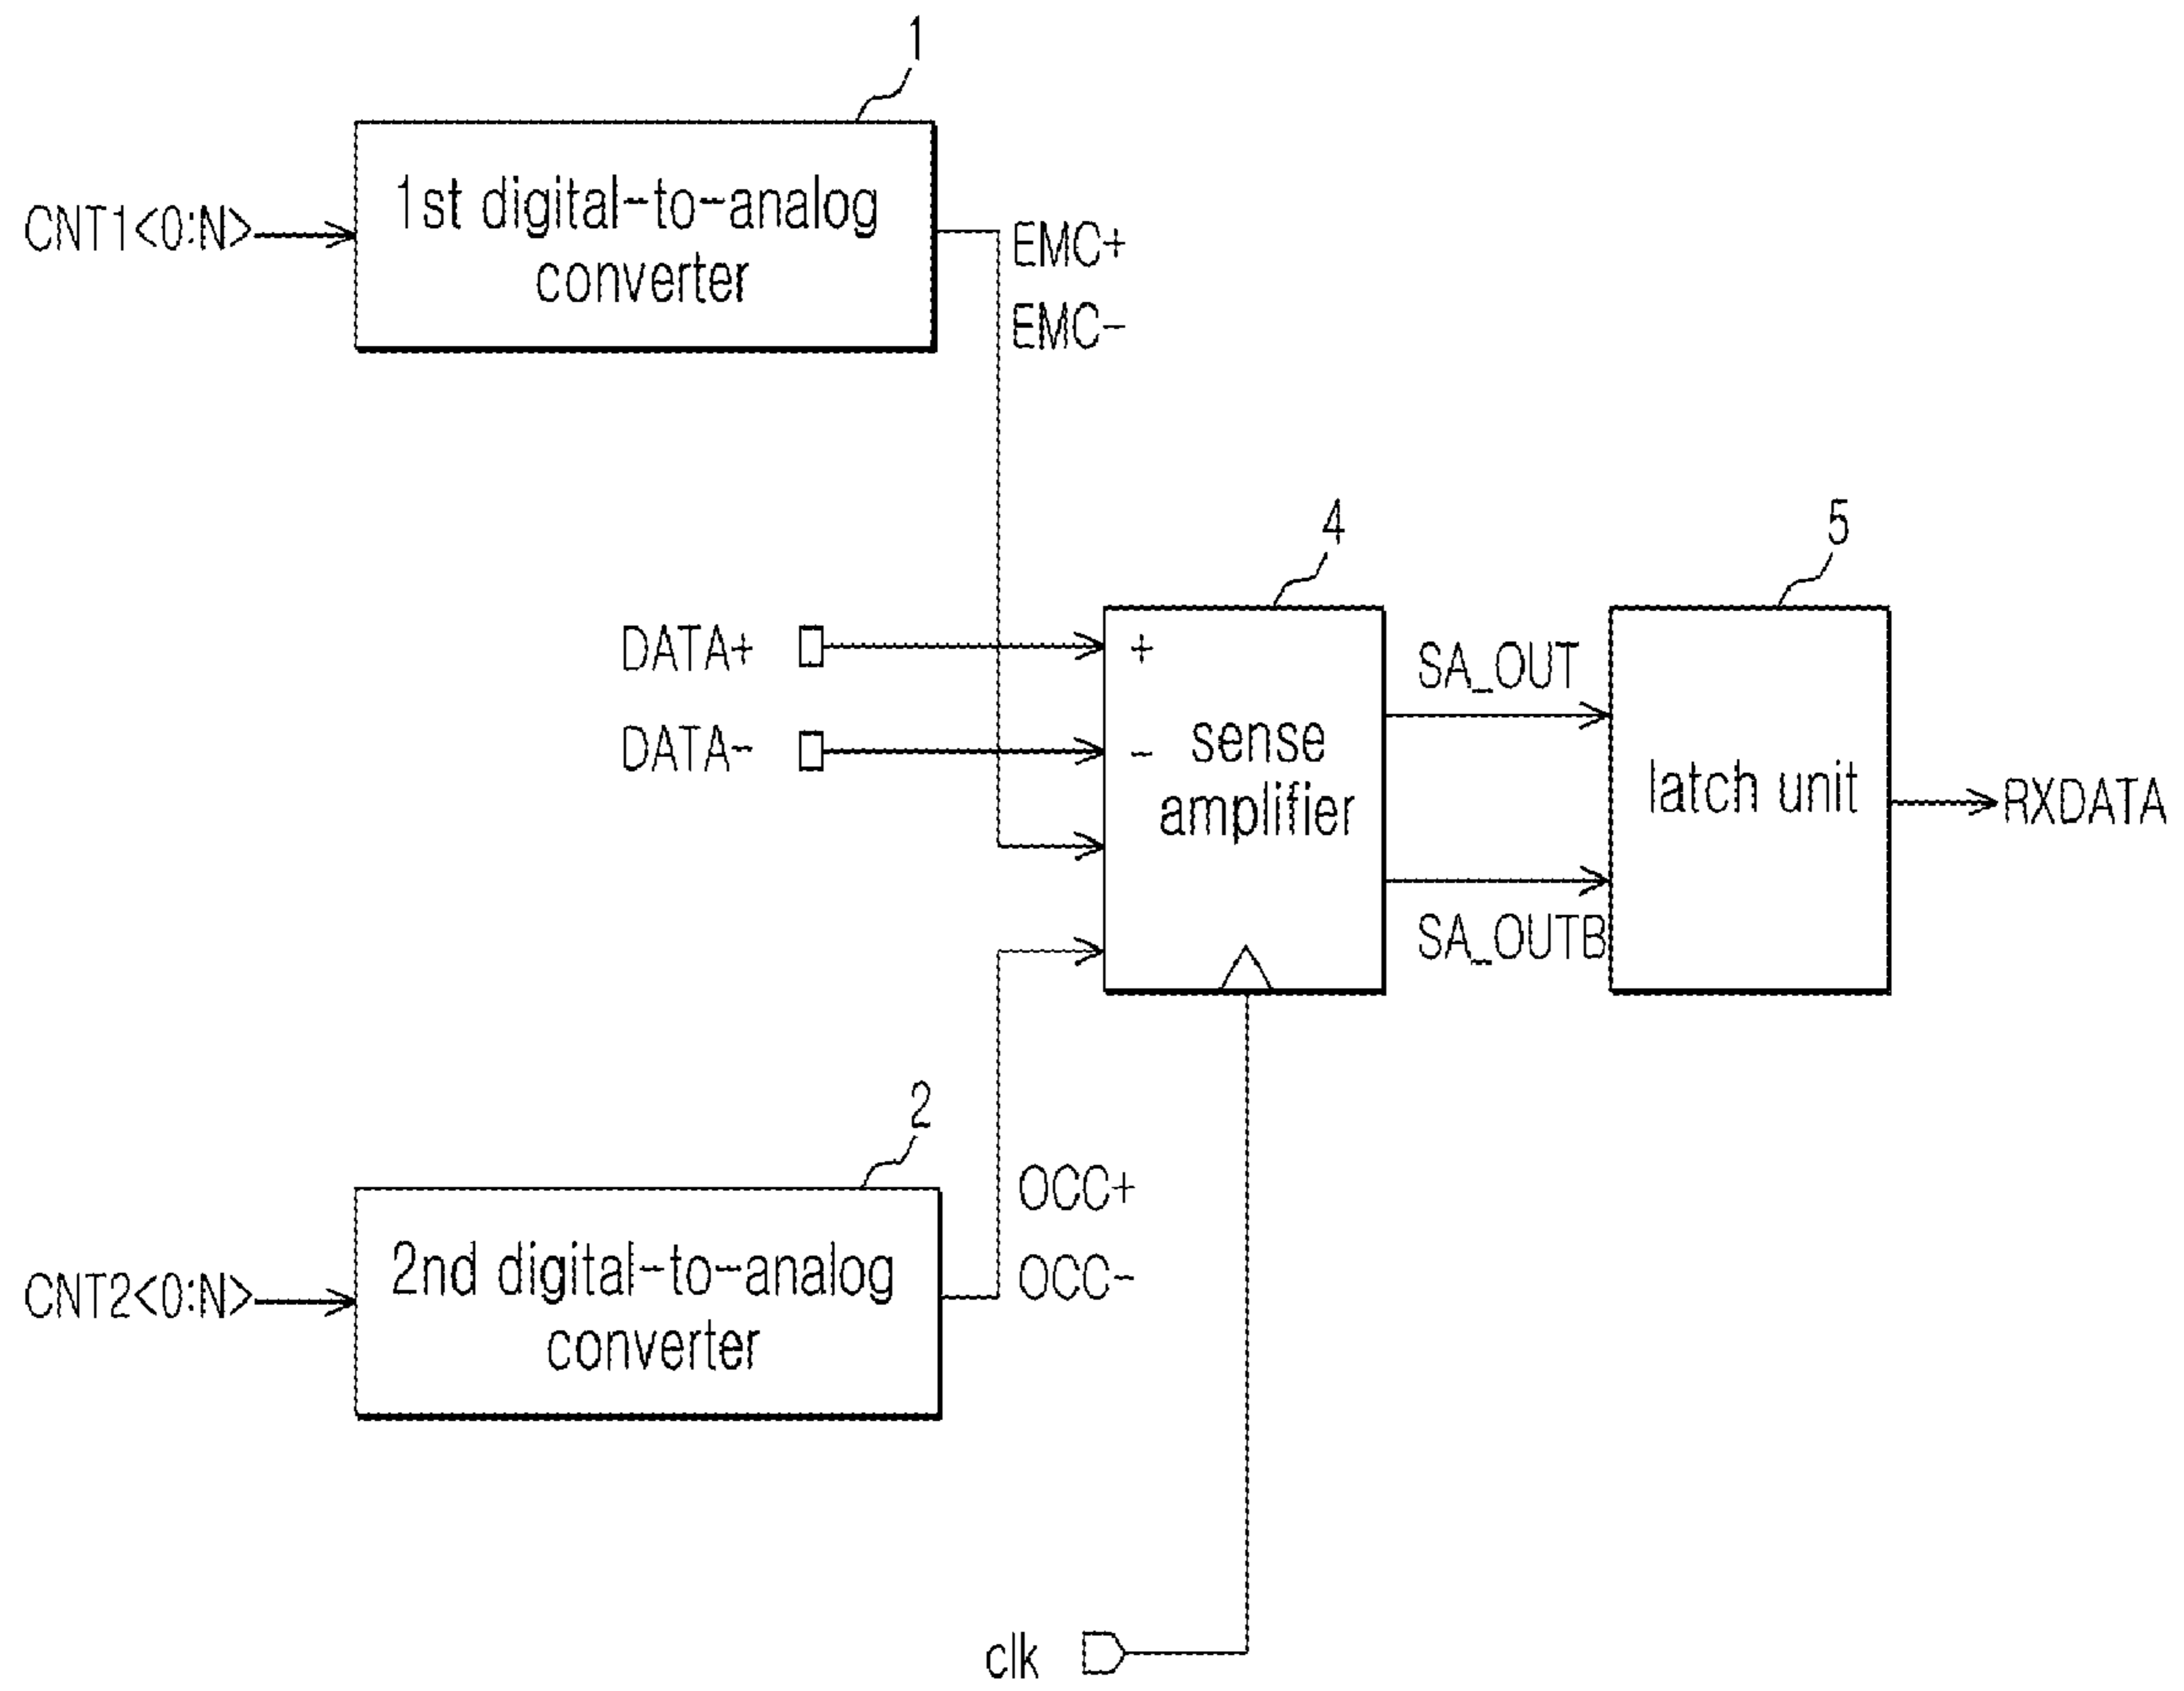 1
1st digital-to-analog
converter
CNT1<0:N>
EMC+
EMC-
4
5
DATA+
+
SA_OUT
DATA-
-
sense
amplifier
latch unit
RXDATA
SA_OUTB
2
OCC+
OCC-
2nd digital-to-analog
converter
CNT2<0:N>
clk